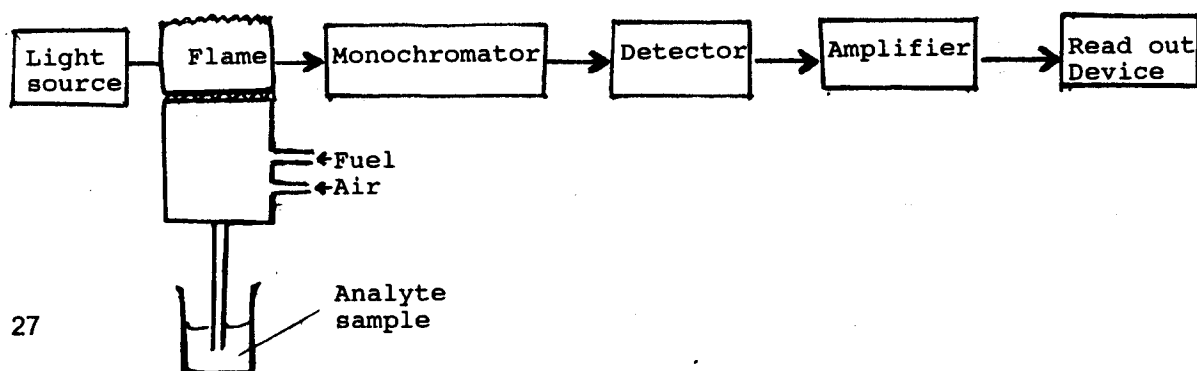 Light
source
Flame
Monochromator
Detector
Amplifier
Read out
Device
Fuel
Air
Analyte
sample
27